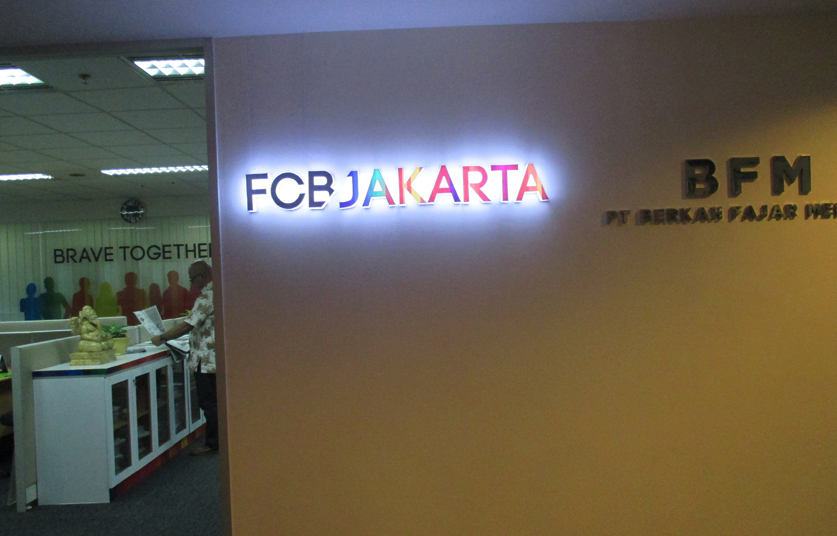 FCB JAKARTA
BFM
PT BERKAH FAJAR
BRAVE TOGETHER